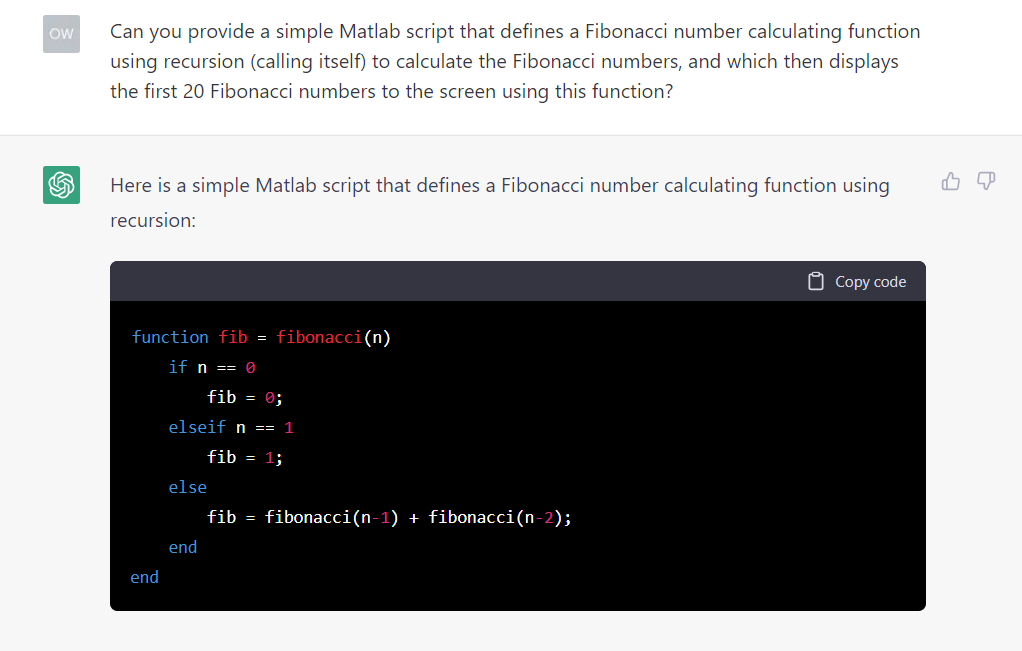 OW
Can you provide a simple Matlab script that defines a Fibonacci number calculating function
using recursion (calling itself) to calculate the Fibonacci numbers, and which then displays
the first 20 Fibonacci numbers to the screen using this function?
Here is a simple Matlab script that defines a Fibonacci number calculating function using
recursion:
Copy code
function fib = fibonacci(n)
    if n == 0
        fib = 0;
    elseif n == 1
        fib = 1;
    else
        fib = fibonacci(n-1) + fibonacci(n-2);
    end
end